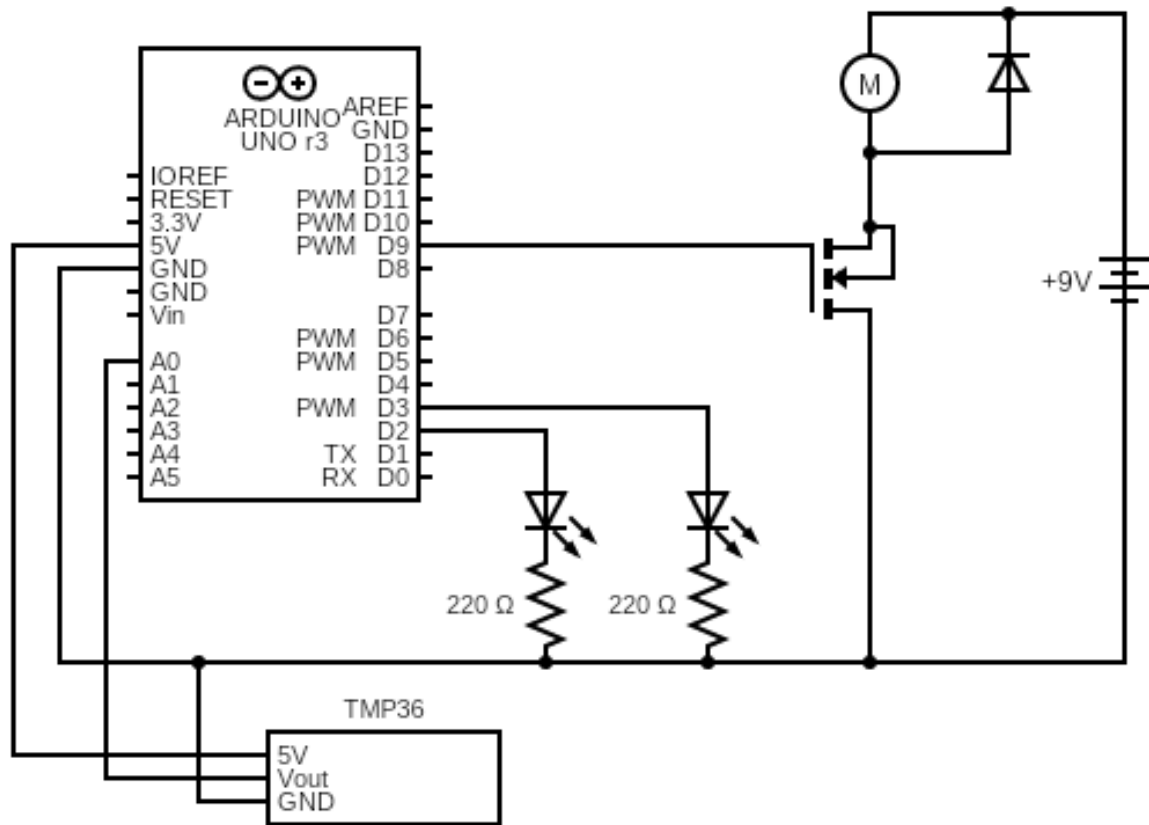 ARDUINO
UNO r3
AREF
GND
D13
IOREF D12
RESET PWM D11
3.3V PWM D10
5V PWM D9
GND D8
GND
Vin D7
PWM D6
A0 PWM D5
A1 D4
A2 PWM D3
A3 D2
A4 TX D1
A5 RX D0
M
+9V
220 Ω 220 Ω
TMP36
5V
Vout
GND